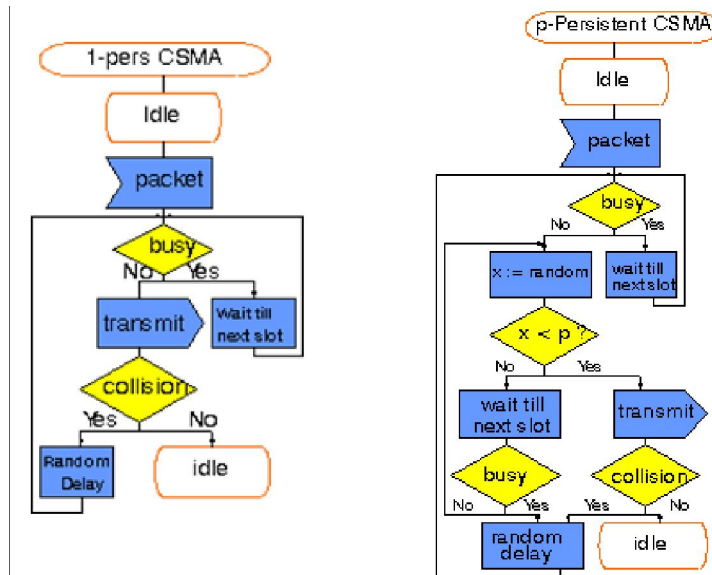 1-pers CSMA
Idle
packet
busy
No
Yes
transmit
Wait till
next slot
collision
Yes
No
Random
Delay
idle
p-Persistent CSMA
Idle
packet
busy
No
Yes
x := random
wait till
next slot
x < p ?
No
Yes
wait till
next slot
transmit
busy
collision
No
Yes
Yes
No
random
delay
idle